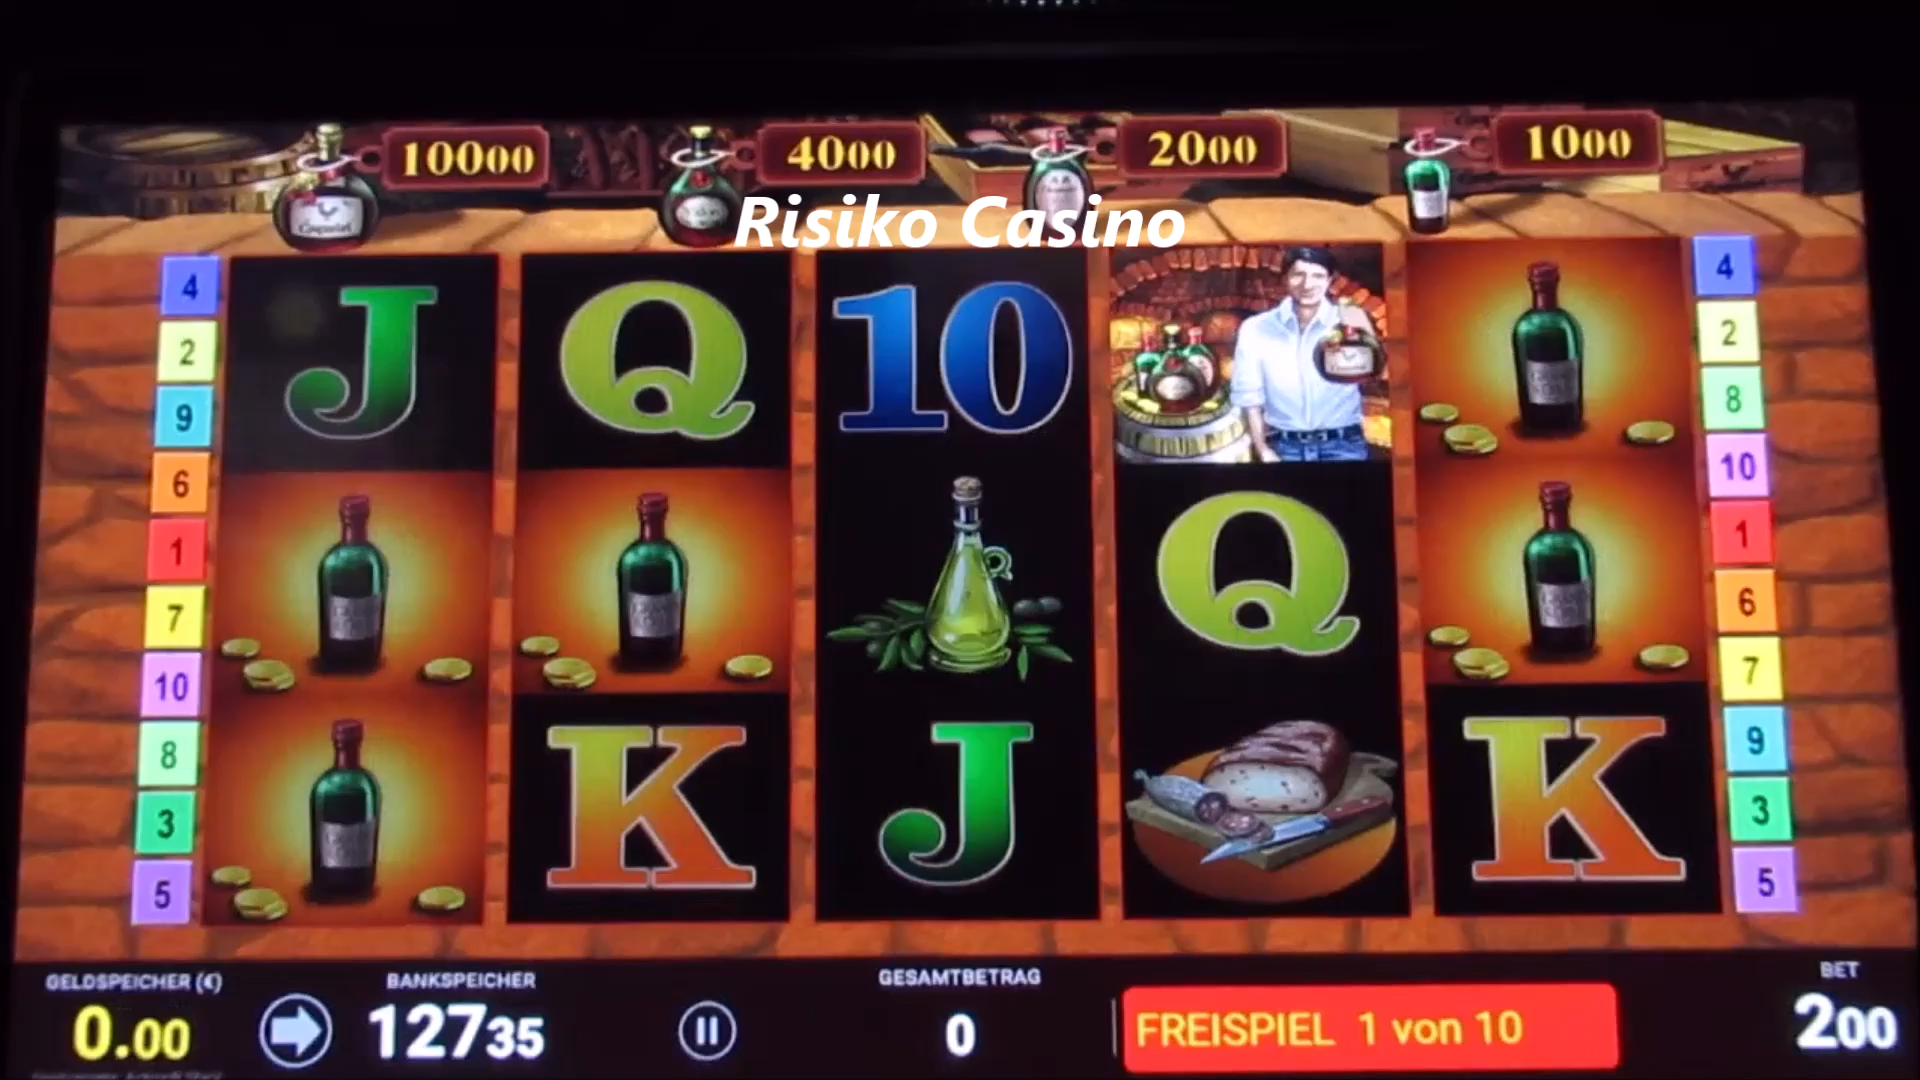 10000
4000
2000
1000
Risiko Casino
4
2
9
6
1
7
10
8
3
5
J
Q
10
Q
K
J
K
4
2
8
10
1
6
7
9
3
5
GELDSPEICHER (€)
0.00
BANKSPEICHER
12735
GESAMTBETRAG
0
FREISPIEL 1 von 10
BET
200